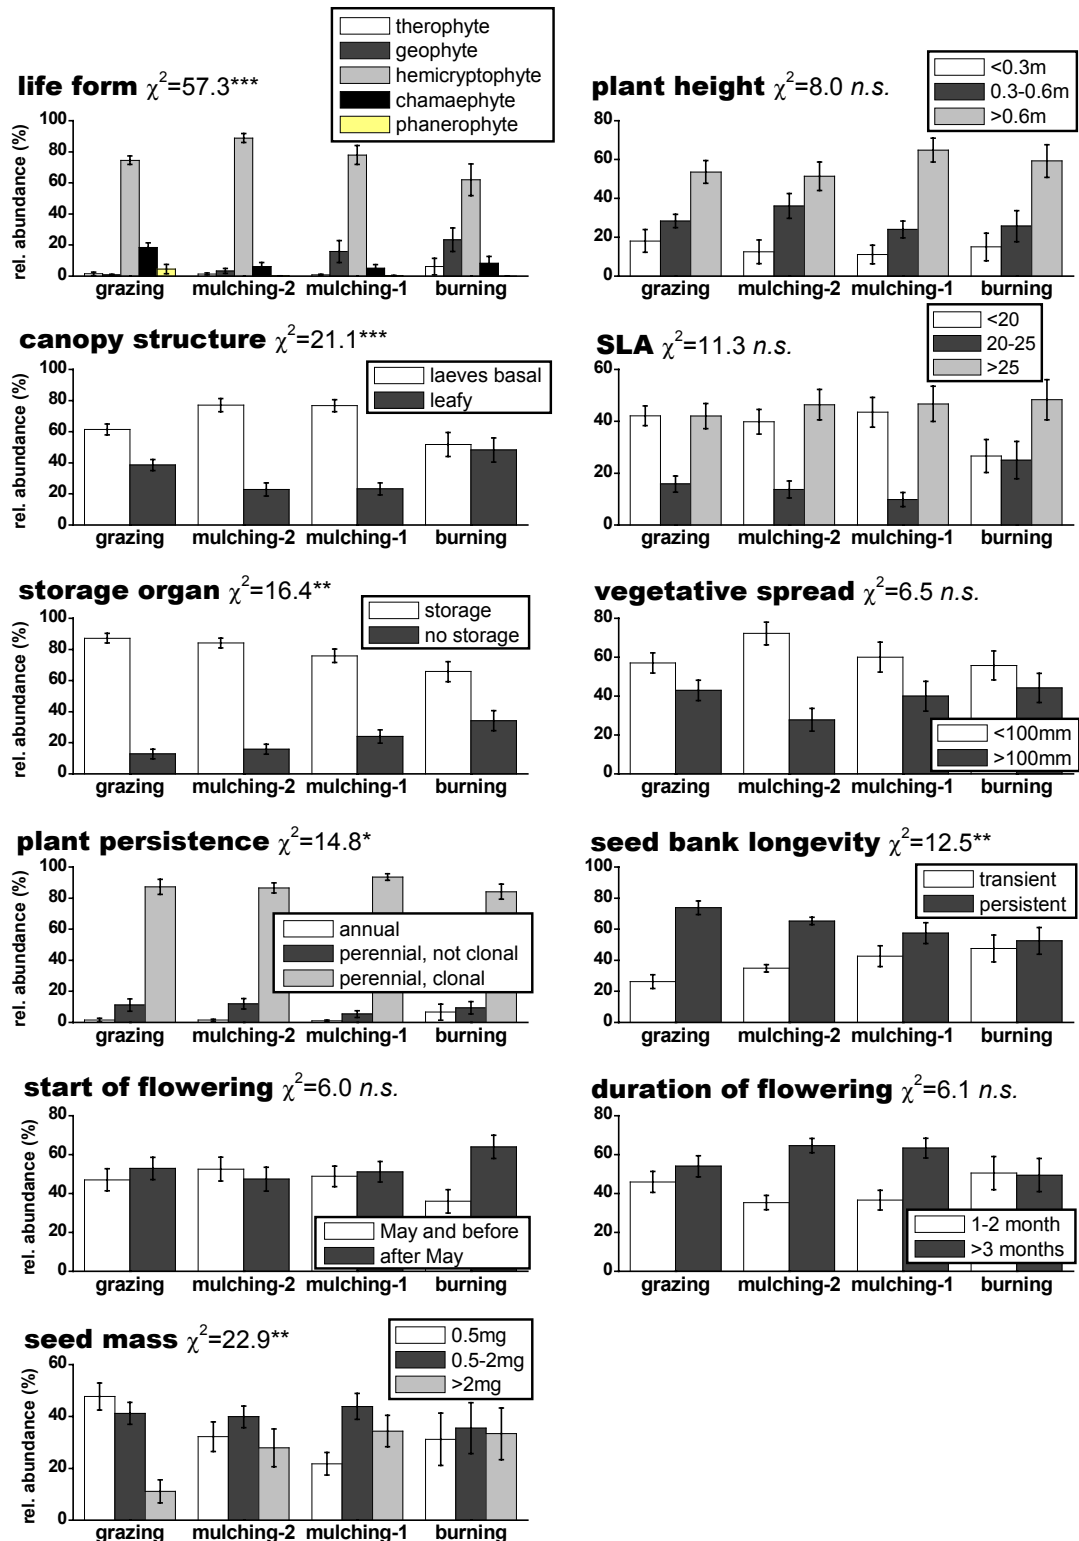 therophyte
geophyte
hemicryptophyte
chamaephyte
phanerophyte
life form χ²=57.3***
rel. abundance (%)
100
80
60
40
20
0
grazing mulching-2 mulching-1 burning
<0.3m
0.3-0.6m
>0.6m
plant height χ²=8.0 n.s.
80
60
40
20
0
grazing mulching-2 mulching-1 burning
canopy structure χ²=21.1***
laeves basal
leafy
rel. abundance (%)
100
80
60
40
20
0
grazing mulching-2 mulching-1 burning
<20
20-25
>25
SLA χ²=11.3 n.s.
60
40
20
0
grazing mulching-2 mulching-1 burning
storage organ χ²=16.4**
storage
no storage
rel. abundance (%)
100
80
60
40
20
0
grazing mulching-2 mulching-1 burning
vegetative spread χ²=6.5 n.s.
80
60
40
20
0
<100mm
>100mm
grazing mulching-2 mulching-1 burning
plant persistence χ²=14.8*
rel. abundance (%)
100
80
60
40
20
0
annual
perennial, not clonal
perennial, clonal
grazing mulching-2 mulching-1 burning
seed bank longevity χ²=12.5**
transient
persistent
100
80
60
40
20
0
grazing mulching-2 mulching-1 burning
start of flowering χ²=6.0 n.s.
rel. abundance (%)
80
60
40
20
0
May and before
after May
grazing mulching-2 mulching-1 burning
duration of flowering χ²=6.1 n.s.
80
60
40
20
0
1-2 month
>3 months
grazing mulching-2 mulching-1 burning
seed mass χ²=22.9**
0.5mg
0.5-2mg
>2mg
rel. abundance (%)
60
40
20
0
grazing mulching-2 mulching-1 burning